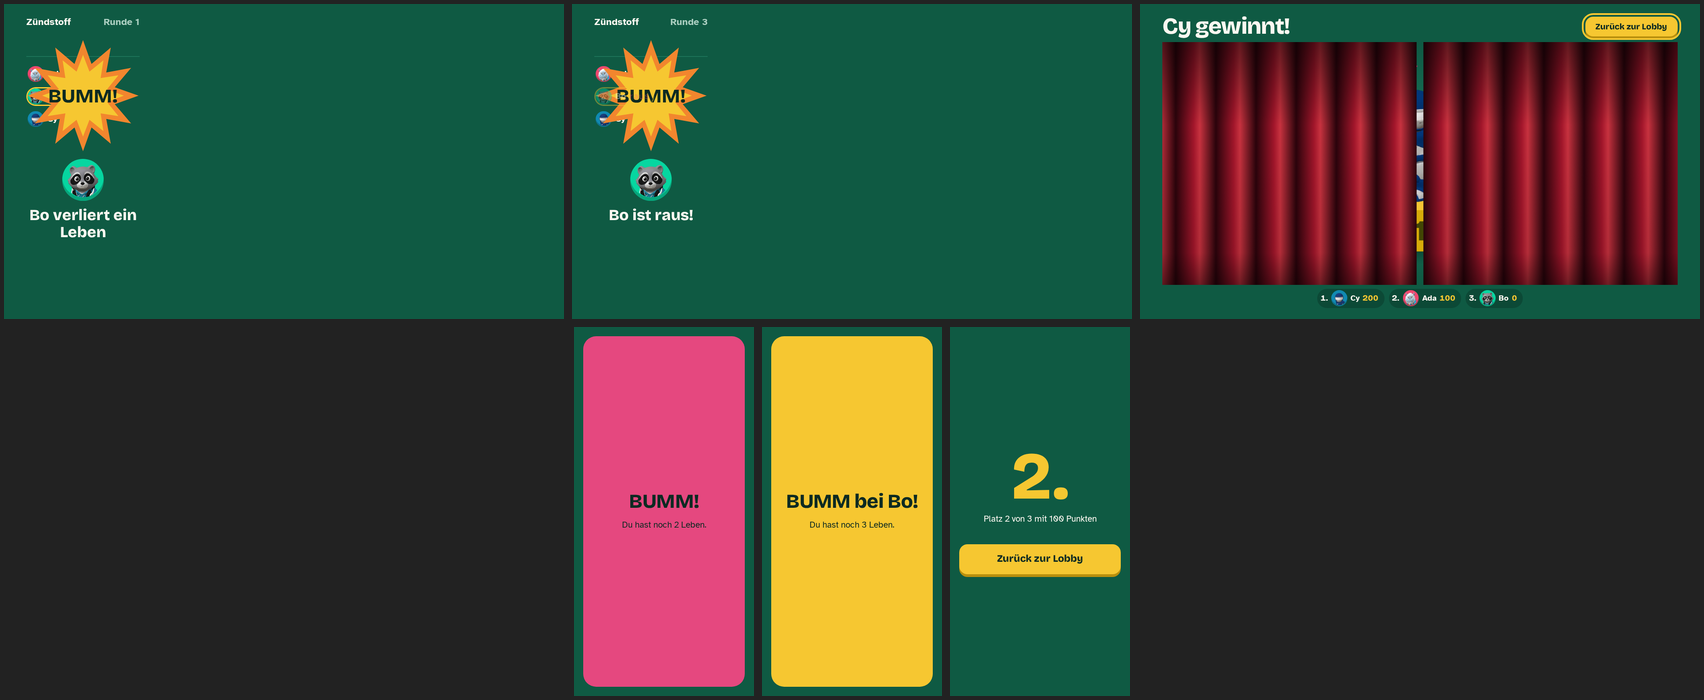 Zündstoff Runde 1
BUMM!
Bo verliert ein
Leben
Zündstoff Runde 3
BUMM!
Bo ist raus!
Cy gewinnt!
Zurück zur Lobby
1. Cy 200 2. Ada 100 3. Bo 0
BUMM!
Du hast noch 2 Leben.
BUMM bei Bo!
Du hast noch 3 Leben.
2.
Platz 2 von 3 mit 100 Punkten
Zurück zur Lobby